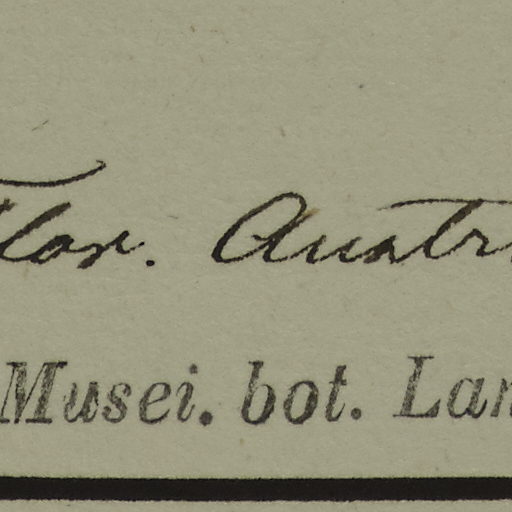 Flor. Austr
Musei. bot. Lan